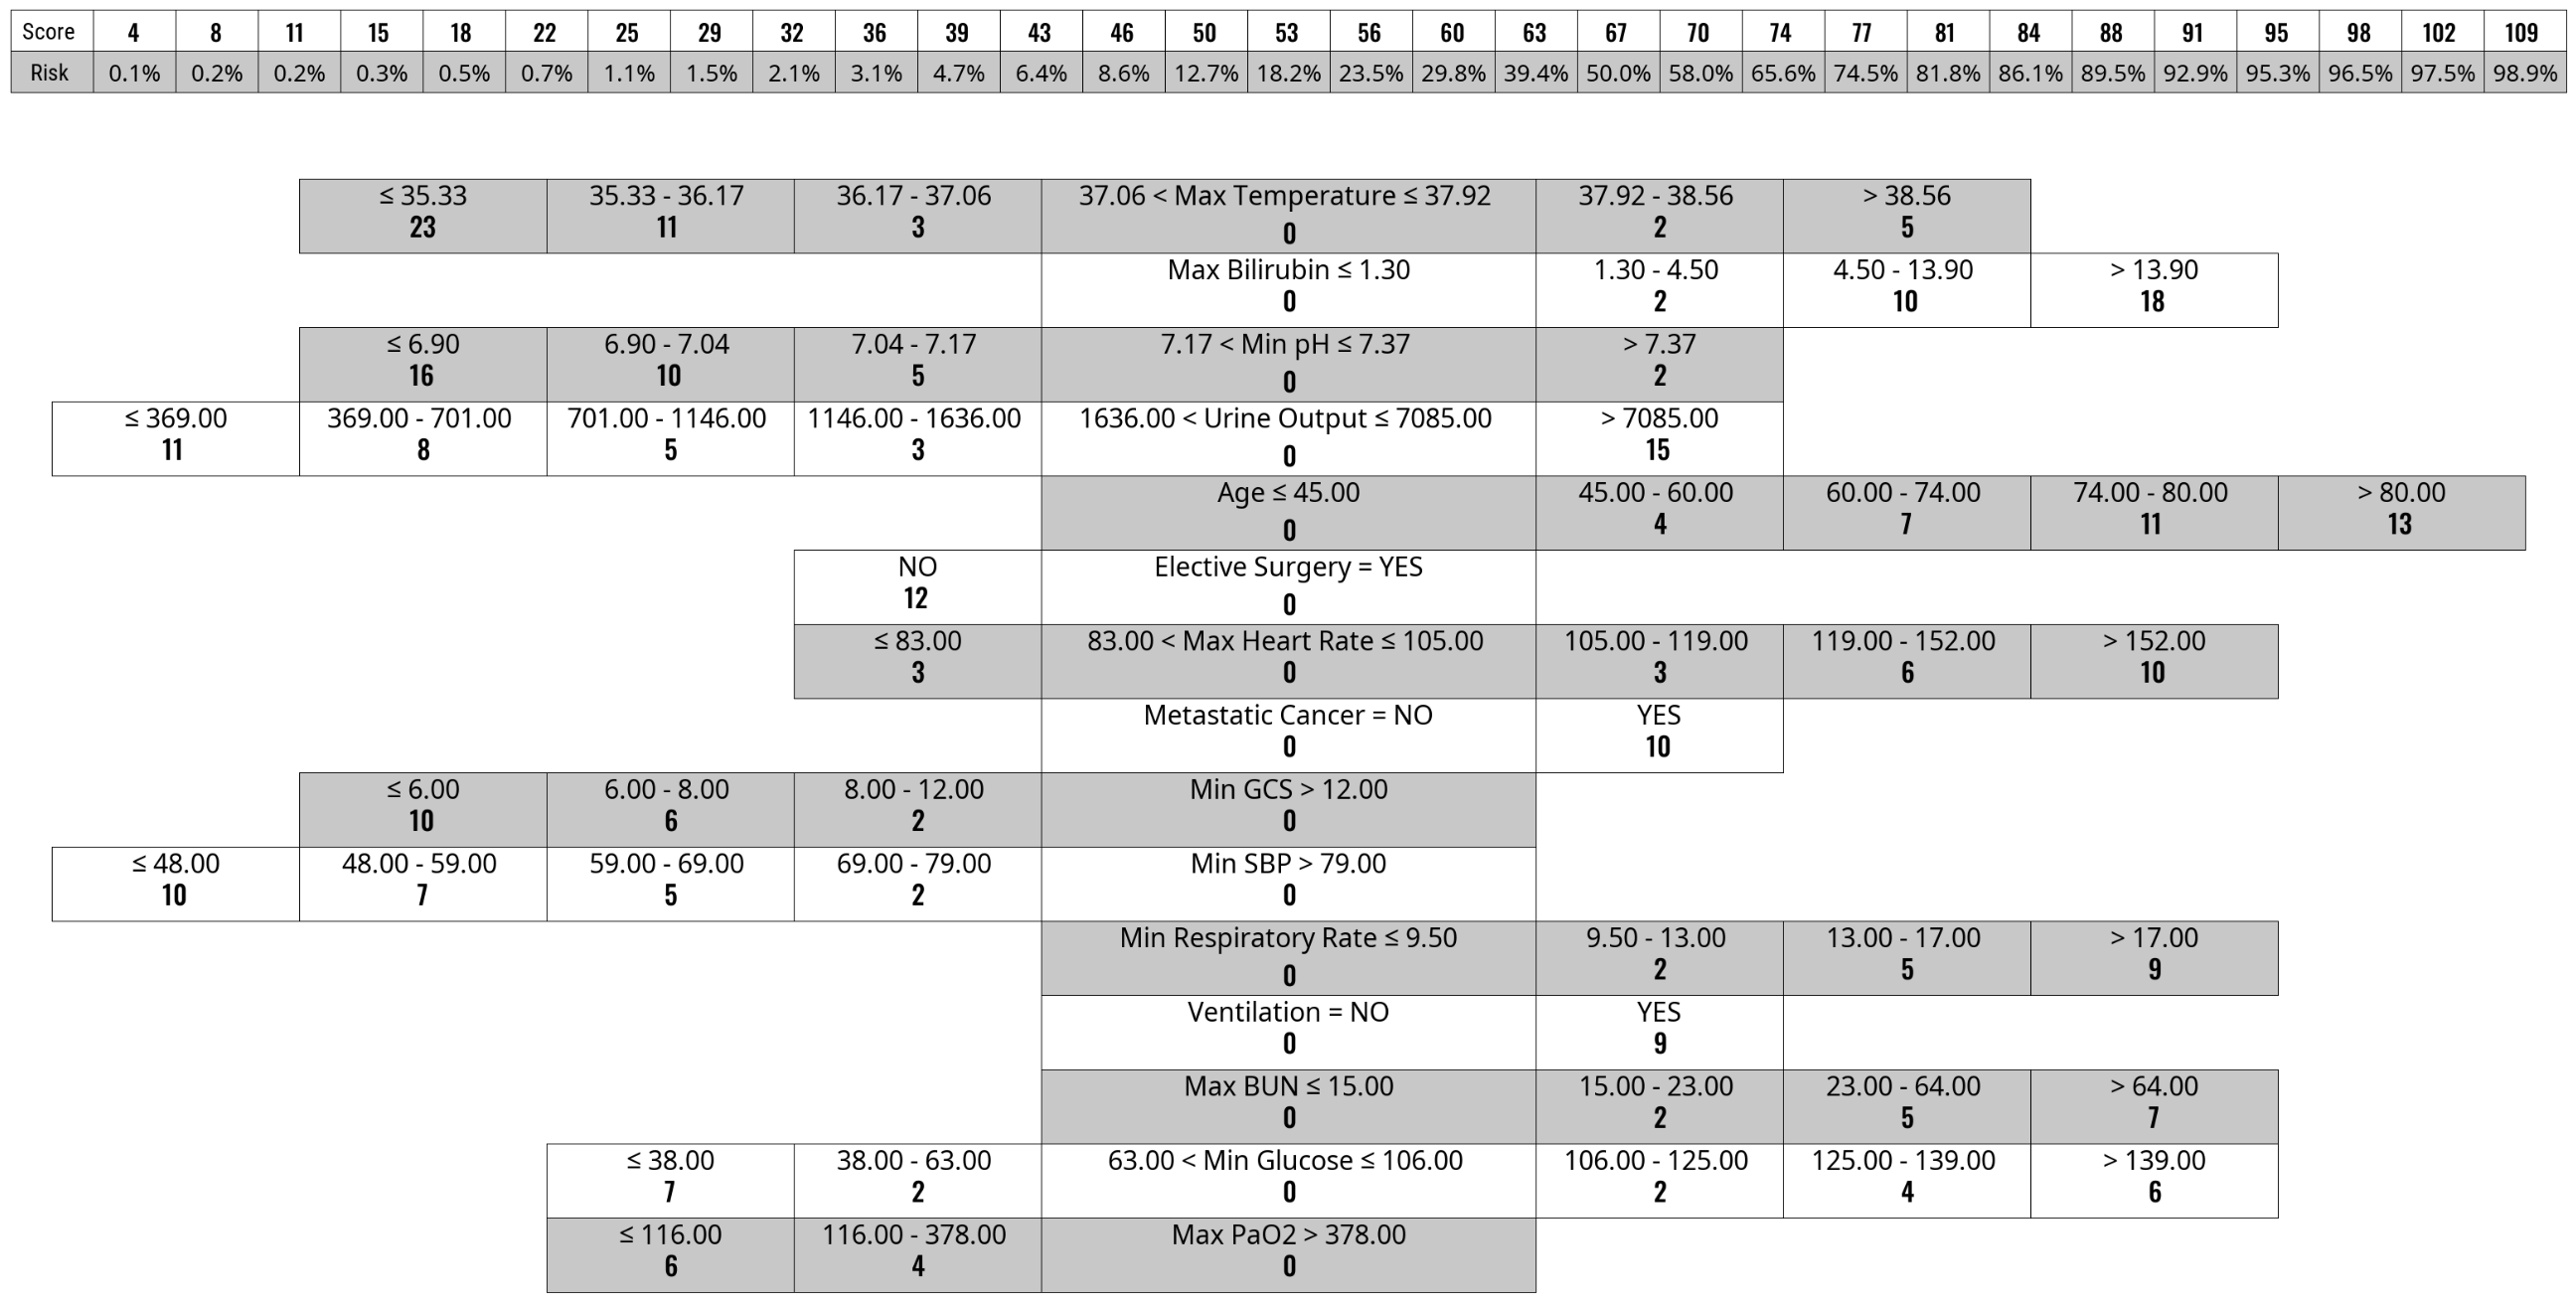 Score 4 8 11 15 18 22 25 29 32 36 39 43 46 50 53 56 60 63 67 70 74 77 81 84 88 91 95 98 102 109
Risk 0.1% 0.2% 0.2% 0.3% 0.5% 0.7% 1.1% 1.5% 2.1% 3.1% 4.7% 6.4% 8.6% 12.7% 18.2% 23.5% 29.8% 39.4% 50.0% 58.0% 65.6% 74.5% 81.8% 86.1% 89.5% 92.9% 95.3% 96.5% 97.5% 98.9%
≤ 35.33 35.33 - 36.17 36.17 - 37.06 37.06 < Max Temperature ≤ 37.92 37.92 - 38.56 > 38.56
23 11 3 0 2 5
Max Bilirubin ≤ 1.30 1.30 - 4.50 4.50 - 13.90 > 13.90
0 2 10 18
≤ 6.90 6.90 - 7.04 7.04 - 7.17 7.17 < Min pH ≤ 7.37 > 7.37
16 10 5 0 2
≤ 369.00 369.00 - 701.00 701.00 - 1146.00 1146.00 - 1636.00 1636.00 < Urine Output ≤ 7085.00 > 7085.00
11 8 5 3 0 15
Age ≤ 45.00 45.00 - 60.00 60.00 - 74.00 74.00 - 80.00 > 80.00
0 4 7 11 13
NO Elective Surgery = YES
12 0
≤ 83.00 83.00 < Max Heart Rate ≤ 105.00 105.00 - 119.00 119.00 - 152.00 > 152.00
3 0 3 6 10
Metastatic Cancer = NO YES
0 10
≤ 6.00 6.00 - 8.00 8.00 - 12.00 Min GCS > 12.00
10 6 2 0
≤ 48.00 48.00 - 59.00 59.00 - 69.00 69.00 - 79.00 Min SBP > 79.00
10 7 5 2 0
Min Respiratory Rate ≤ 9.50 9.50 - 13.00 13.00 - 17.00 > 17.00
0 2 5 9
Ventilation = NO YES
0 9
Max BUN ≤ 15.00 15.00 - 23.00 23.00 - 64.00 > 64.00
0 2 5 7
≤ 38.00 38.00 - 63.00 63.00 < Min Glucose ≤ 106.00 106.00 - 125.00 125.00 - 139.00 > 139.00
7 2 0 2 4 6
≤ 116.00 116.00 - 378.00 Max PaO2 > 378.00
6 4 0